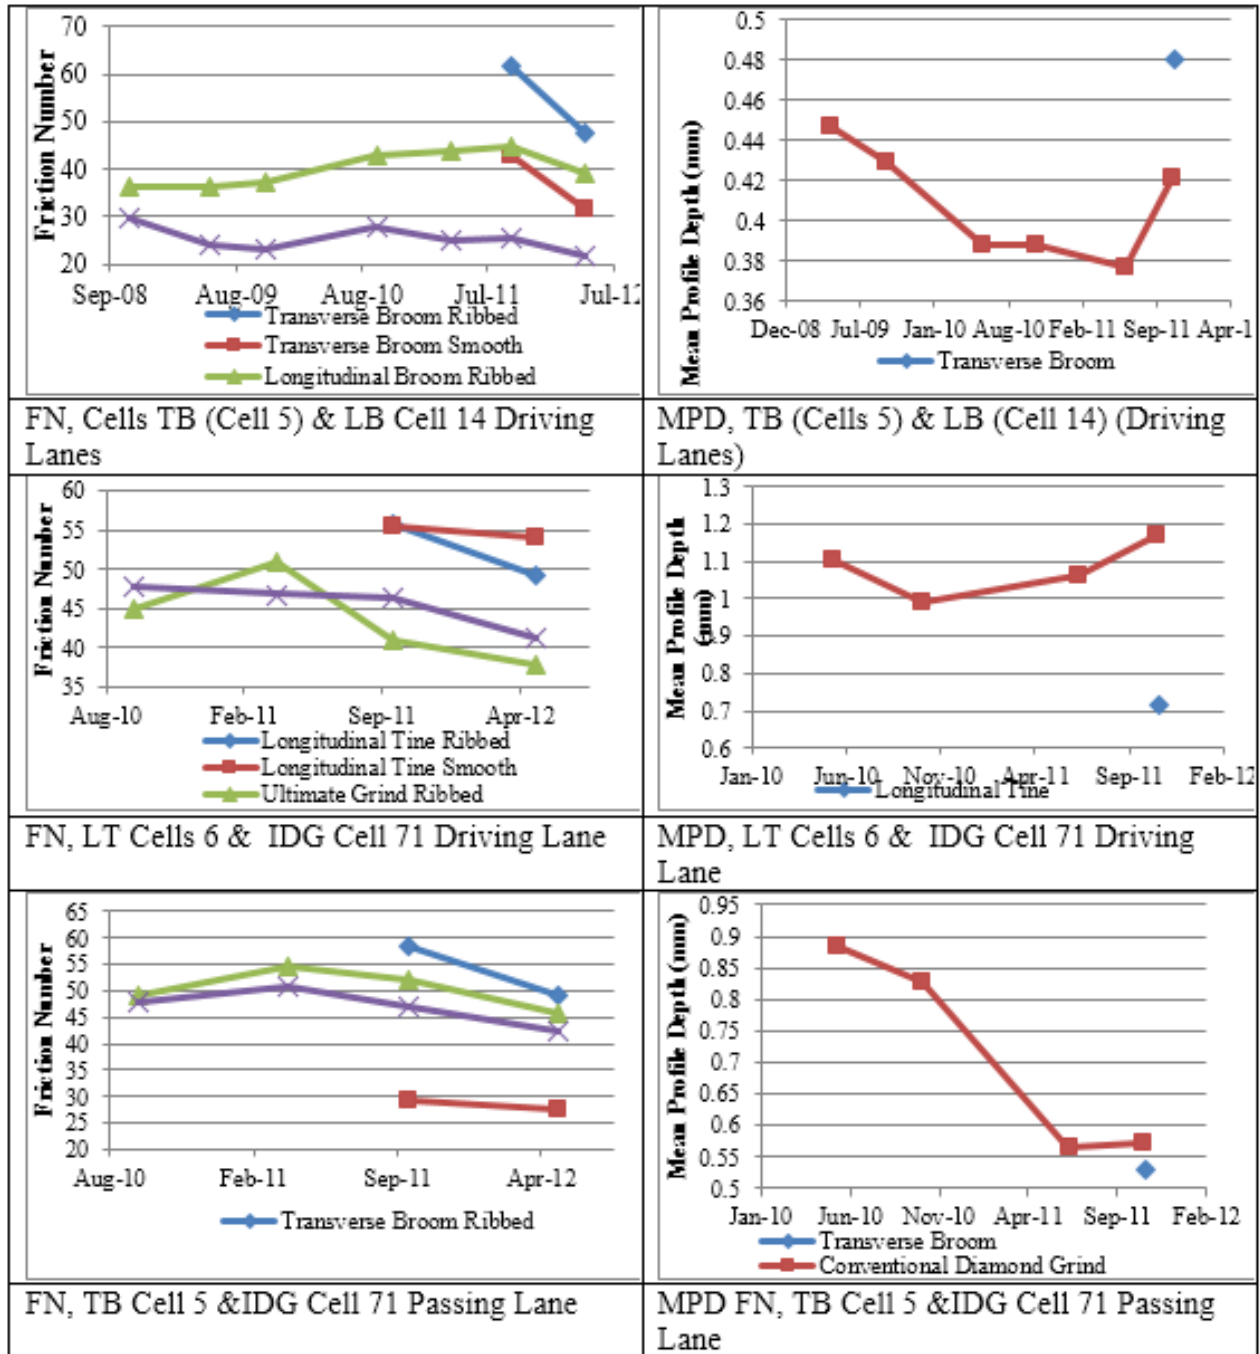 70
60
50
40
30
20
Friction Number
Sep-08 Aug-09 Aug-10 Jul-11 Jul-12
Transverse Broom Ribbed
Transverse Broom Smooth
Longitudinal Broom Ribbed
0.5
0.48
0.46
0.44
0.42
0.4
0.38
0.36
Mean Profile Depth (mm)
Dec-08 Jul-09 Jan-10 Aug-10 Feb-11 Sep-11 Apr-1
Transverse Broom
FN, Cells TB (Cell 5) & LB Cell 14 Driving
Lanes
MPD, TB (Cells 5) & LB (Cell 14) (Driving
Lanes)
60
55
50
45
40
35
Friction Number
Aug-10 Feb-11 Sep-11 Apr-12
Longitudinal Tine Ribbed
Longitudinal Tine Smooth
Ultimate Grind Ribbed
1.3
1.2
1.1
1
0.9
0.8
0.7
0.6
Mean Profile Depth
(mm)
Jan-10 Jun-10 Nov-10 Apr-11 Sep-11 Feb-12
Longitudinal Tine
FN, LT Cells 6 & IDG Cell 71 Driving Lane
MPD, LT Cells 6 & IDG Cell 71 Driving
Lane
65
60
55
50
45
40
35
30
25
20
Friction Number
Aug-10 Feb-11 Sep-11 Apr-12
Transverse Broom Ribbed
0.95
0.9
0.85
0.8
0.75
0.7
0.65
0.6
0.55
0.5
Mean Profile Depth (mm)
Jan-10 Jun-10 Nov-10 Apr-11 Sep-11 Feb-12
Transverse Broom
Conventional Diamond Grind
FN, TB Cell 5 &IDG Cell 71 Passing Lane
MPD FN, TB Cell 5 &IDG Cell 71 Passing
Lane